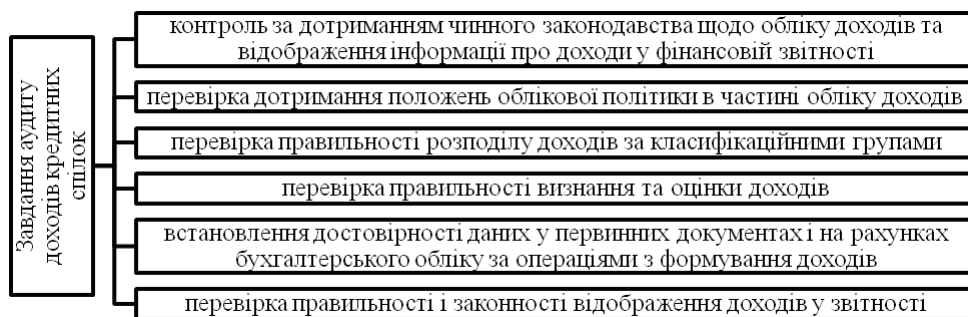 Завдання аудиту
доходів кредитних
спілок
контроль за дотриманням чинного законодавства щодо обліку доходів та
відображення інформації про доходи у фінансовій звітності
перевірка дотримання положень облікової політики в частині обліку доходів
перевірка правильності розподілу доходів за класифікаційними групами
перевірка правильності визнання та оцінки доходів
встановлення достовірності даних у первинних документах і на рахунках
бухгалтерського обліку за операціями з формування доходів
перевірка правильності і законності відображення доходів у звітності